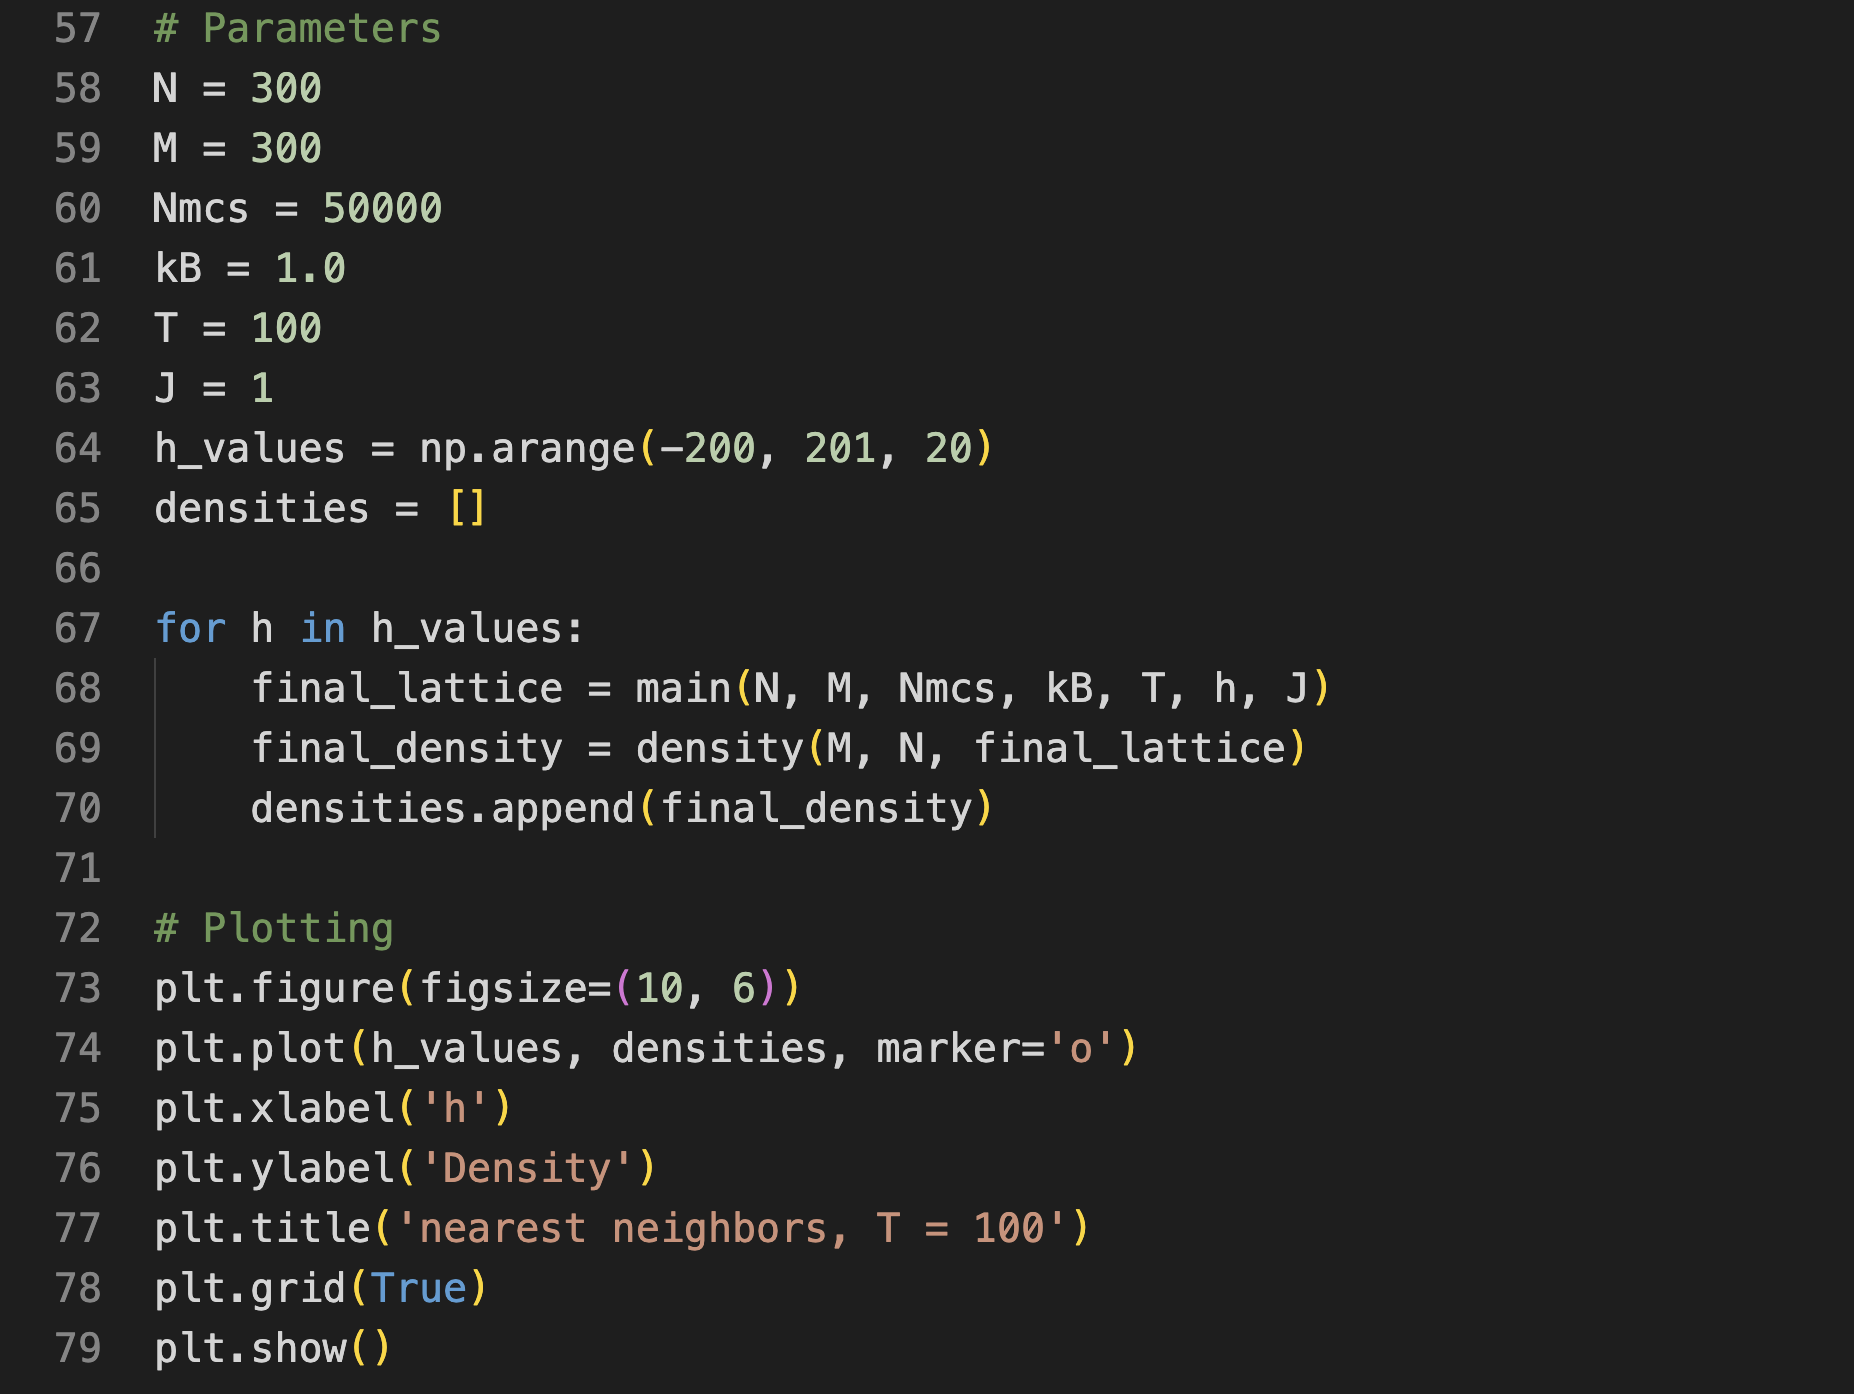 57 # Parameters
58 N = 300
59 M = 300
60 Nmcs = 50000
61 kB = 1.0
62 T = 100
63 J = 1
64 h_values = np.arange(-200, 201, 20)
65 densities = []
66
67 for h in h_values:
68     final_lattice = main(N, M, Nmcs, kB, T, h, J)
69     final_density = density(M, N, final_lattice)
70     densities.append(final_density)
71
72 # Plotting
73 plt.figure(figsize=(10, 6))
74 plt.plot(h_values, densities, marker='o')
75 plt.xlabel('h')
76 plt.ylabel('Density')
77 plt.title('nearest neighbors, T = 100')
78 plt.grid(True)
79 plt.show()